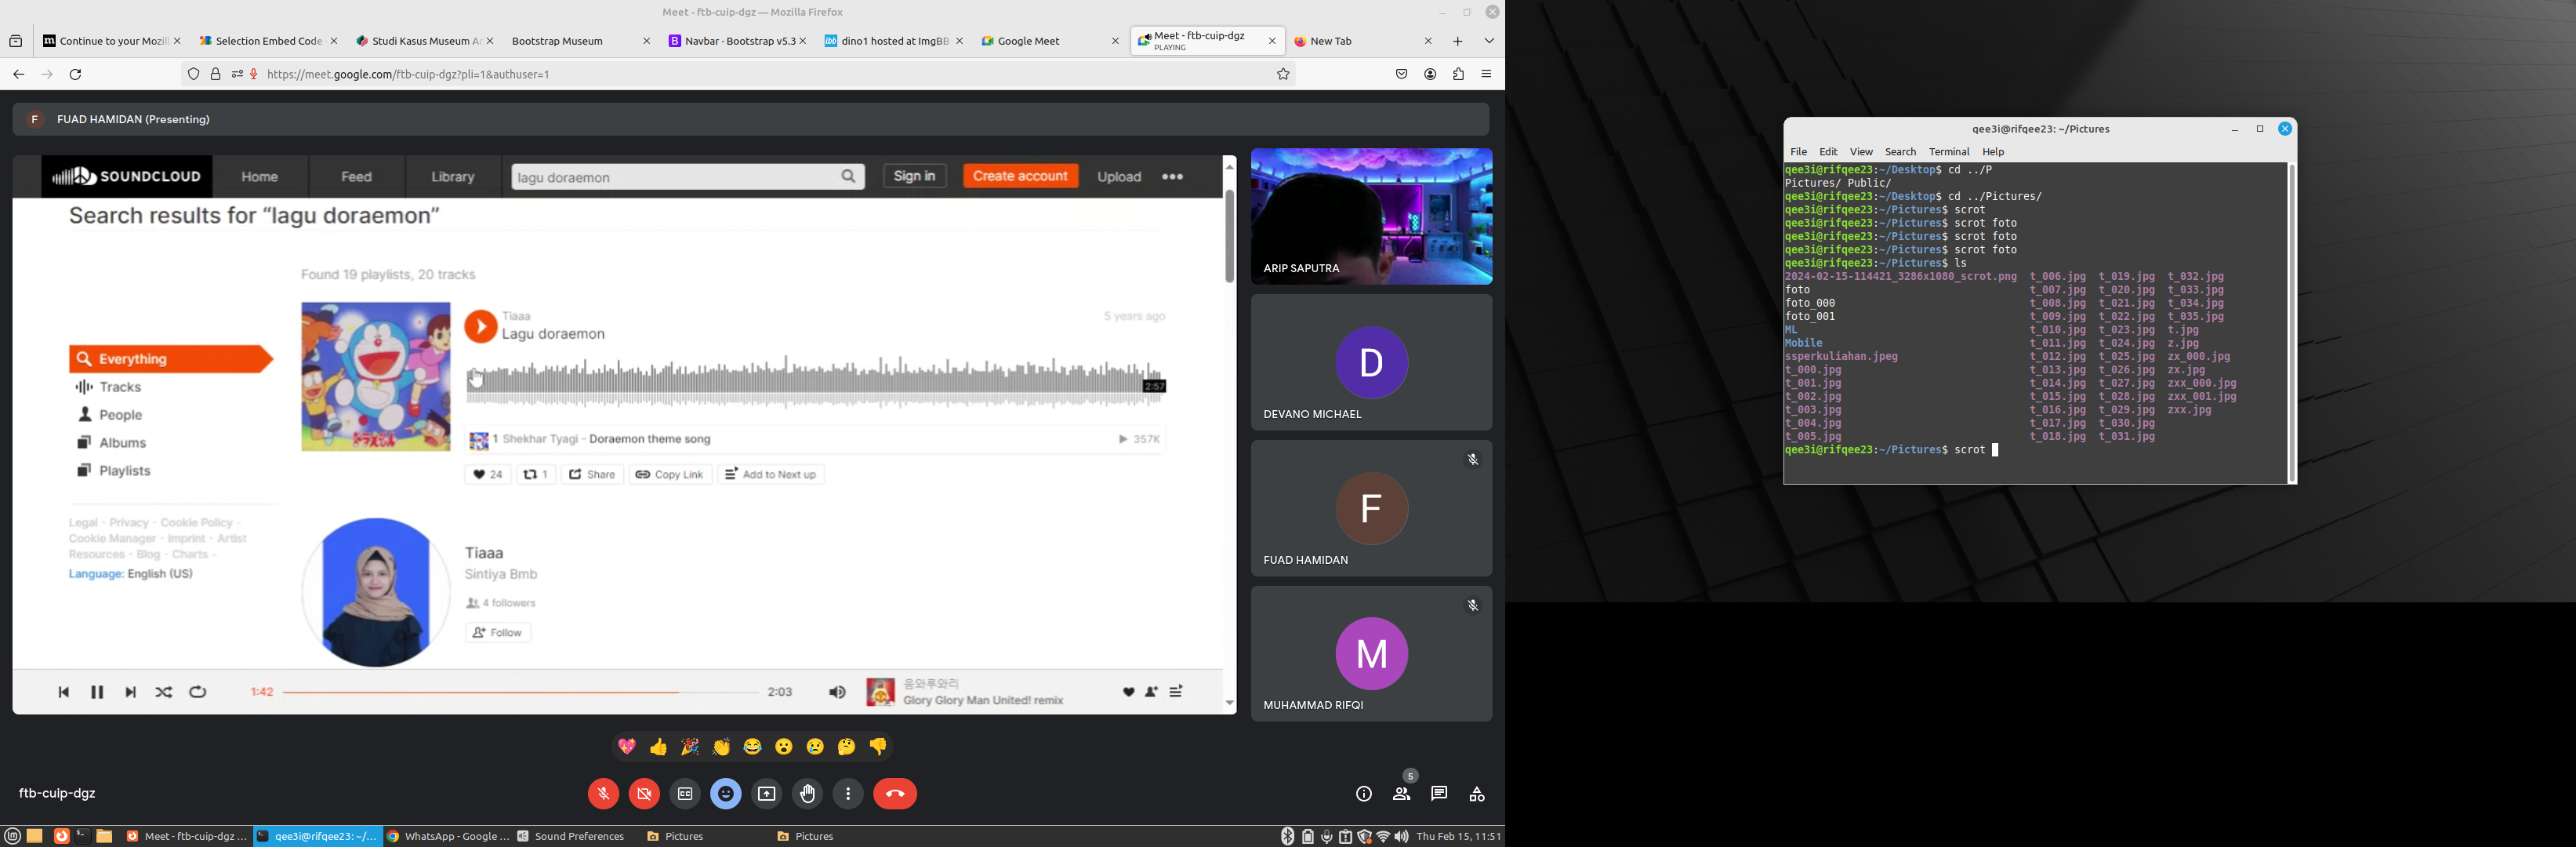 Meet - ftb-cuip-dgz — Mozilla Firefox
Continue to your Mozil
Selection Embed Code
Studi Kasus Museum Ar
Bootstrap Museum
Navbar · Bootstrap v5.3
dino1 hosted at ImgBB
Google Meet
Meet - ftb-cuip-dgz
PLAYING
New Tab
https://meet.google.com/ftb-cuip-dgz?pli=1&authuser=1
F FUAD HAMIDAN (Presenting)
SOUNDCLOUD Home Feed Library lagu doraemon Sign in Create account Upload
Search results for “lagu doraemon”
Found 19 playlists, 20 tracks
Everything
Tracks
People
Albums
Playlists
Legal - Privacy - Cookie Policy -
Cookie Manager - Imprint - Artist
Resources - Blog - Charts -
Language: English (US)
Tiaaa
5 years ago
Lagu doraemon
2:57
1 Shekhar Tyagi - Doraemon theme song 357K
24 1 Share Copy Link Add to Next up
Tiaaa
Sintiya Bmb
4 followers
Follow
1:42 2:03
음와루와리
Glory Glory Man United! remix
ARIP SAPUTRA
D
DEVANO MICHAEL
F
FUAD HAMIDAN
M
MUHAMMAD RIFQI
ftb-cuip-dgz
CC
5
Meet - ftb-cuip-dgz ...
qee3i@rifqee23: ~/...
WhatsApp - Google ...
Sound Preferences
Pictures
Pictures
Thu Feb 15, 11:51
qee3i@rifqee23: ~/Pictures
File Edit View Search Terminal Help
qee3i@rifqee23:~/Desktop$ cd ../P
Pictures/ Public/
qee3i@rifqee23:~/Desktop$ cd ../Pictures/
qee3i@rifqee23:~/Pictures$ scrot
qee3i@rifqee23:~/Pictures$ scrot foto
qee3i@rifqee23:~/Pictures$ scrot foto
qee3i@rifqee23:~/Pictures$ scrot foto
qee3i@rifqee23:~/Pictures$ ls
2024-02-15-114421_3286x1080_scrot.png t_006.jpg t_019.jpg t_032.jpg
foto t_007.jpg t_020.jpg t_033.jpg
foto_000 t_008.jpg t_021.jpg t_034.jpg
foto_001 t_009.jpg t_022.jpg t_035.jpg
ML t_010.jpg t_023.jpg t.jpg
Mobile t_011.jpg t_024.jpg z.jpg
ssperkuliahan.jpeg t_012.jpg t_025.jpg zx_000.jpg
t_000.jpg t_013.jpg t_026.jpg zx.jpg
t_001.jpg t_014.jpg t_027.jpg zxx_000.jpg
t_002.jpg t_015.jpg t_028.jpg zxx_001.jpg
t_003.jpg t_016.jpg t_029.jpg zxx.jpg
t_004.jpg t_017.jpg t_030.jpg
t_005.jpg t_018.jpg t_031.jpg
qee3i@rifqee23:~/Pictures$ scrot